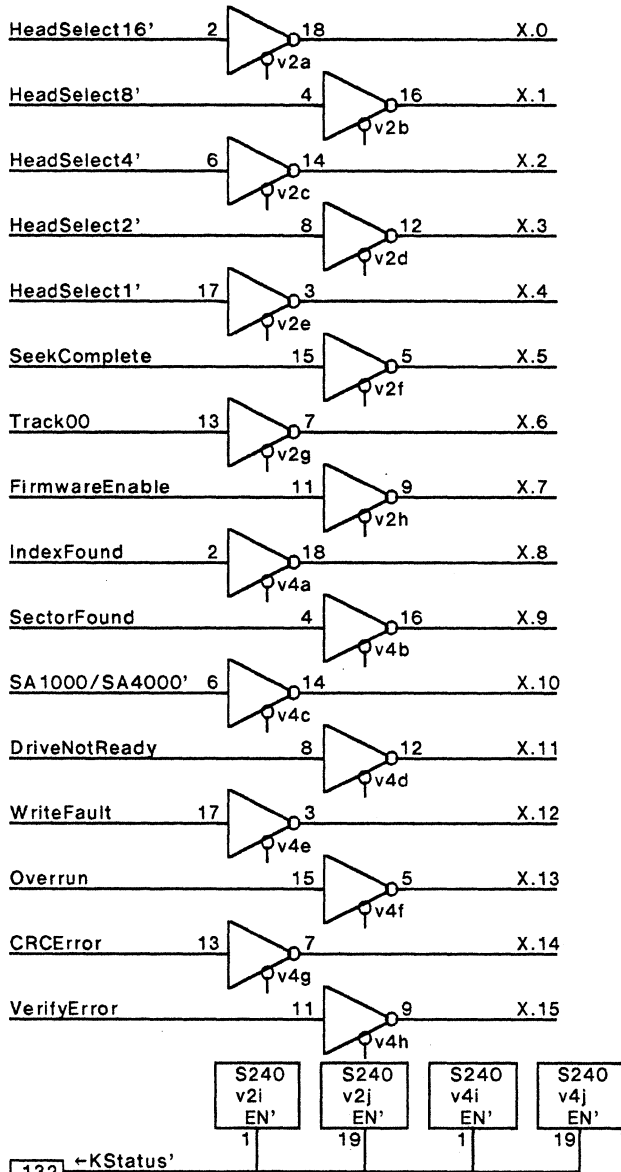 HeadSelect16' 2 18 X.0
v2a
HeadSelect8' 4 16 X.1
v2b
HeadSelect4' 6 14 X.2
v2c
HeadSelect2' 8 12 X.3
v2d
HeadSelect1' 17 3 X.4
v2e
SeekComplete 15 5 X.5
v2f
Track00 13 7 X.6
v2g
FirmwareEnable 11 9 X.7
v2h
IndexFound 2 18 X.8
v4a
SectorFound 4 16 X.9
v4b
SA1000/SA4000' 6 14 X.10
v4c
DriveNotReady 8 12 X.11
v4d
WriteFault 17 3 X.12
v4e
Overrun 15 5 X.13
v4f
CRCError 13 7 X.14
v4g
VerifyError 11 9 X.15
v4h
S240 S240 S240 S240
v2i v2j v4i v4j
EN' EN' EN' EN'
1 19 1 19
132 ←KStatus'